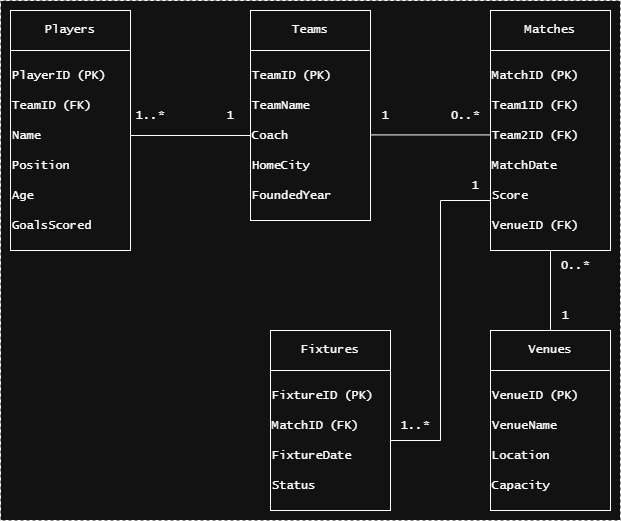 Players
PlayerID (PK)
TeamID (FK)
Name
Position
Age
GoalsScored
1..*
1
Teams
TeamID (PK)
TeamName
Coach
HomeCity
FoundedYear
1
0..*
Matches
MatchID (PK)
Team1ID (FK)
Team2ID (FK)
MatchDate
Score
VenueID (FK)
1
0..*
1
Fixtures
FixtureID (PK)
MatchID (FK)
FixtureDate
Status
1..*
Venues
VenueID (PK)
VenueName
Location
Capacity